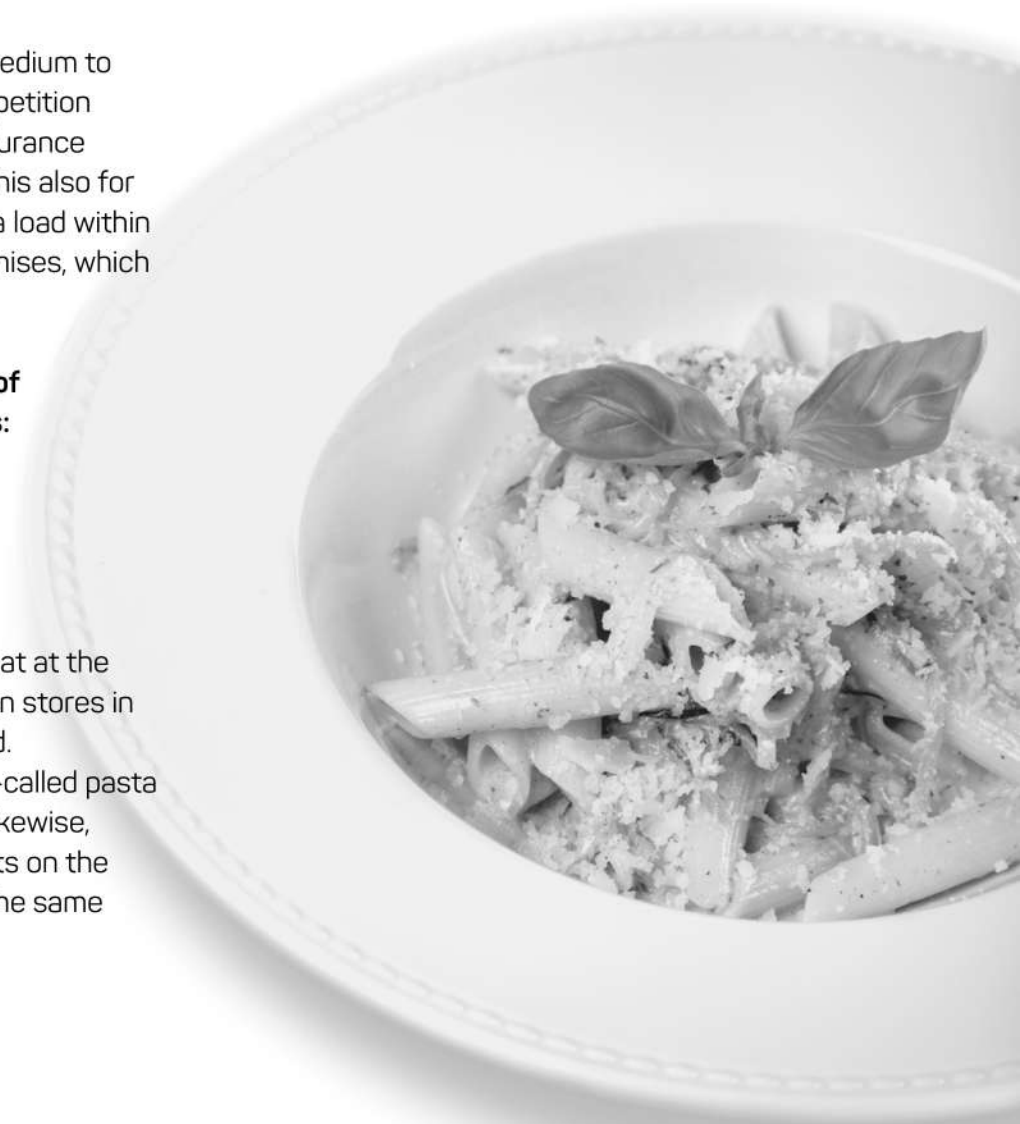 edium to
petition
urance
his also for
a load within
nises, which
of
s:
at at the
n stores in
d.
-called pasta
kewise,
ts on the
he same